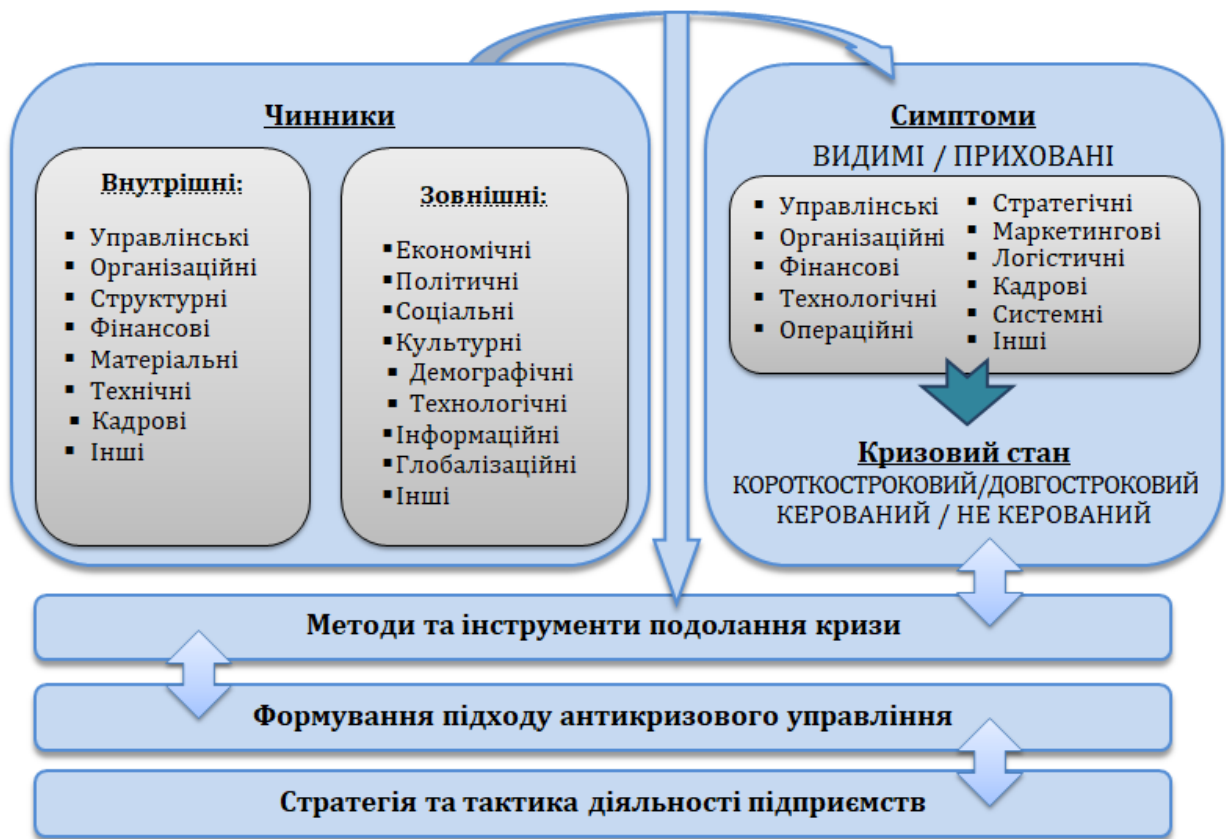 Чинники
Внутрішні:
▪ Управлінські
▪ Організаційні
▪ Структурні
▪ Фінансові
▪ Матеріальні
▪ Технічні
▪ Кадрові
▪ Інші
Зовнішні:
▪Економічні
▪Політичні
▪Соціальні
▪Культурні
▪ Демографічні
▪ Технологічні
▪Інформаційні
▪Глобалізаційні
▪Інші
Симптоми
ВИДИМІ / ПРИХОВАНІ
▪ Управлінські
▪ Організаційні
▪ Фінансові
▪ Технологічні
▪ Операційні
▪ Стратегічні
▪ Маркетингові
▪ Логістичні
▪ Кадрові
▪ Системні
▪ Інші
Кризовий стан
КОРОТКОСТРОКОВИЙ/ДОВГОСТРОКОВИЙ
КЕРОВАНИЙ / НЕ КЕРОВАНИЙ
Методи та інструменти подолання кризи
Формування підходу антикризового управління
Стратегія та тактика діяльності підприємств